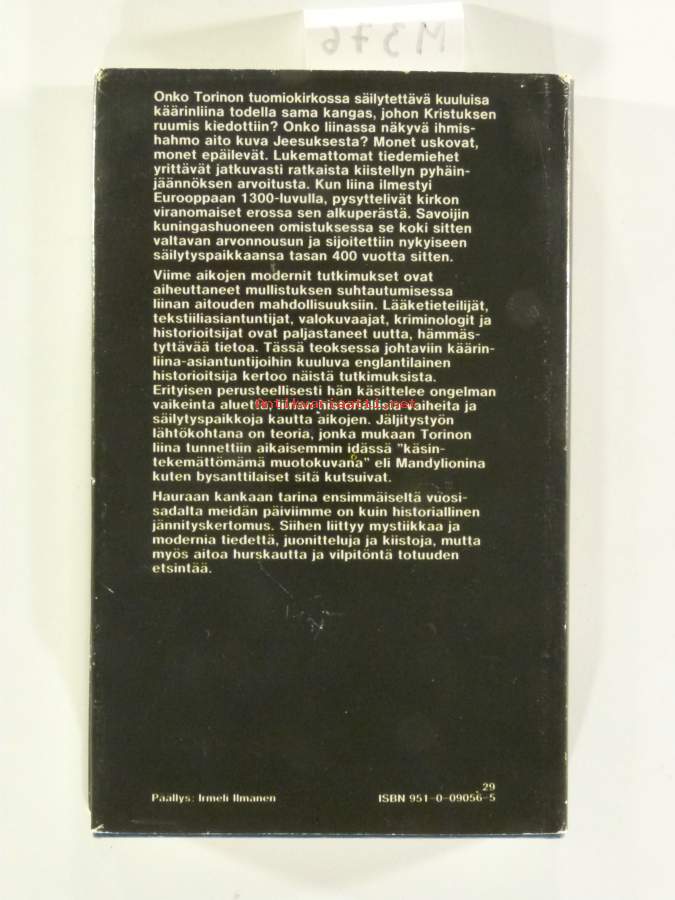 M376
Onko Torinon tuomiokirkossa säilytettävä kuuluisa
käärinliina todella sama kangas, johon Kristuksen
ruumis kiedottiin? Onko liinassa näkyvä ihmis-
hahmo aito kuva Jeesuksesta? Monet uskovat,
monet epäilevät. Lukemattomat tiedemiehet
yrittävät jatkuvasti ratkaista kiistellyn pyhäin-
jäännöksen arvoitusta. Kun liina ilmestyi
Eurooppaan 1300-luvulla, pysyttelivät kirkon
viranomaiset erossa sen alkuperästä. Savoijin
kuningashuoneen omistuksessa se koki sitten
valtavan arvonnousun ja sijoitettiin nykyiseen
säilytyspaikkaansa tasan 400 vuotta sitten.
Viime aikojen modernit tutkimukset ovat
aiheuttaneet mullistuksen suhtautumisessa
liinan aitouden mahdollisuuksiin. Lääketieteilijät,
tekstiiliasiantuntijat, valokuvaajat, kriminologit ja
historioitsijat ovat paljastaneet uutta, hämmäs-
tyttävää tietoa. Tässä teoksessa johtaviin käärin-
liina-asiantuntijoihin kuuluva englantilainen
historioitsija kertoo näistä tutkimuksista.
Erityisen perusteellisesti hän käsittelee ongelman
vaikeinta aluetta, liinan historiallisia vaiheita ja
säilytyspaikkoja kautta aikojen. Jäljitystyön
lähtökohtana on teoria, jonka mukaan Torinon
liina tunnettiin aikaisemmin idässä "käsin-
tekemättömämä muotokuvana" eli Mandylionina
kuten bysanttilaiset sitä kutsuivat.
Hauraan kankaan tarina ensimmäiseltä vuosi-
sadalta meidän päiviimme on kuin historiallinen
jännityskertomus. Siihen liittyy mystiikkaa ja
modernia tiedettä, juonitteluja ja kiistoja, mutta
myös aitoa hurskautta ja vilpitöntä totuuden
etsintää.
29
Päällys: Irmeli Ilmanen ISBN 951-0-09056-5